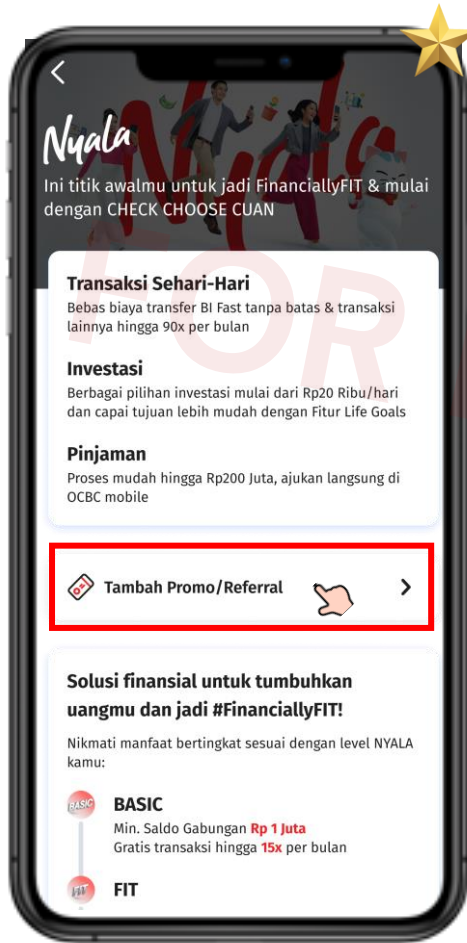 Nyala
Ini titik awalmu untuk jadi FinanciallyFIT & mulai
dengan CHECK CHOOSE CUAN
Transaksi Sehari-Hari
Bebas biaya transfer BI Fast tanpa batas & transaksi
lainnya hingga 90x per bulan
Investasi
Berbagai pilihan investasi mulai dari Rp20 Ribu/hari
dan capai tujuan lebih mudah dengan Fitur Life Goals
Pinjaman
Proses mudah hingga Rp200 Juta, ajukan langsung di
OCBC mobile
Tambah Promo/Referral
Solusi finansial untuk tumbuhkan
uangmu dan jadi #FinanciallyFIT!
Nikmati manfaat bertingkat sesuai dengan level NYALA
kamu:
BASIC
BASIC
Min. Saldo Gabungan Rp 1 Juta
Gratis transaksi hingga 15x per bulan
FIT
FIT
Nyala
FOR